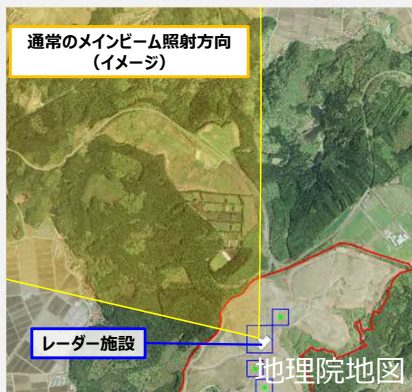 通常のメインビーム照射方向
（イメージ）
レーダー施設
地理院地図